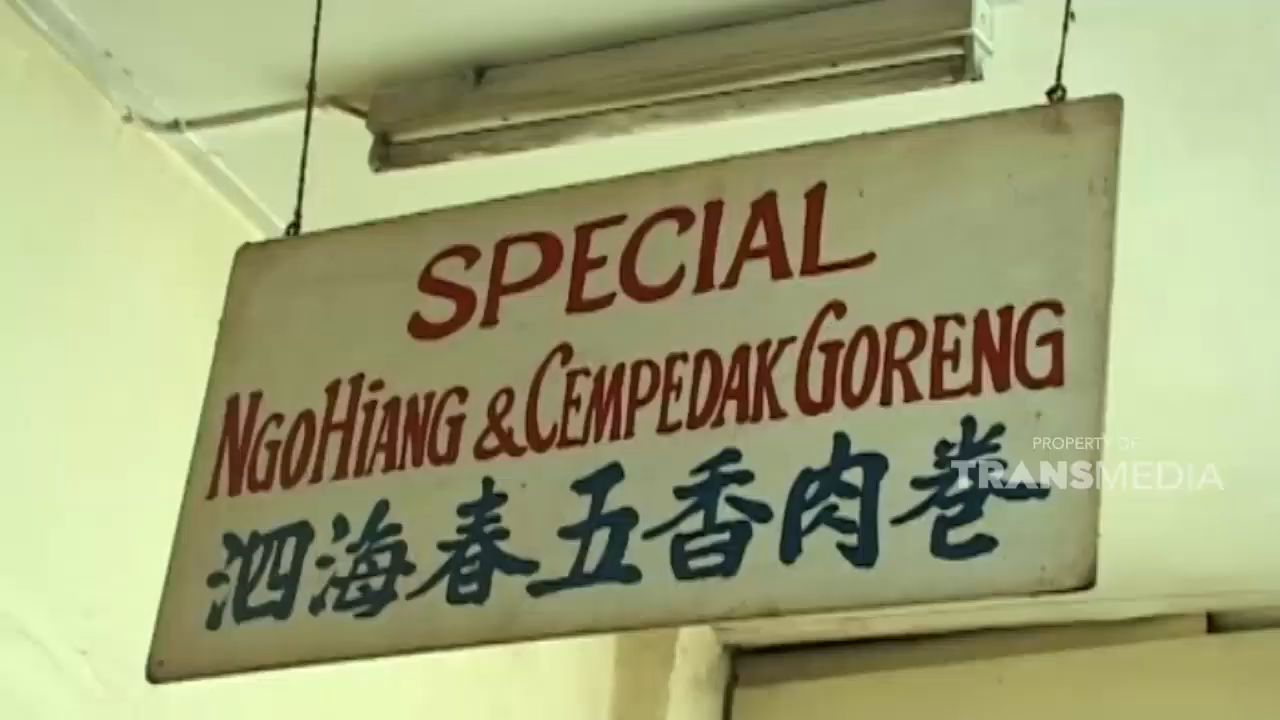 SPECIAL
NGOHiANG & CEMPEDAK GORENG
泗海春五香肉卷
PROPERTY OF
TRANSMEDIA